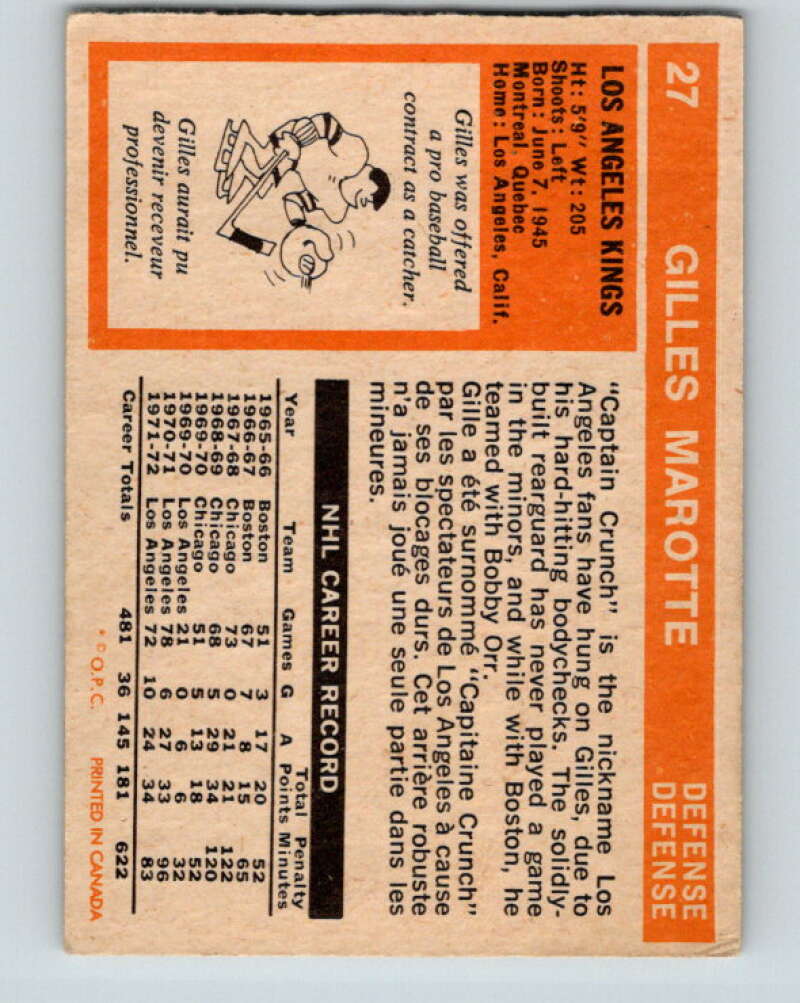 27 GILLES MAROTTE DEFENSE
DEFENSE
LOS ANGELES KINGS
Ht: 5'9" Wt: 205
Shoots: Left
Born: June 7, 1945
Montreal, Quebec
Home: Los Angeles, Calif.
Gilles was offered
a pro baseball
contract as a catcher.
Gilles aurait pu
devenir receveur
professionnel.
"Captain Crunch" is the nickname Los
Angeles fans have hung on Gilles, due to
his hard-hitting bodychecks. The solidly-
built rearguard has never played a game
in the minors, and while with Boston, he
teamed with Bobby Orr.
Gille a été surnommé "Capitaine Crunch"
par les spectateurs de Los Angeles à cause
de ses blocages durs. Cet arrière robuste
n'a jamais joué une seule partie dans les
mineures.
NHL CAREER RECORD
Total Penalty
Year Team Games G A Points Minutes
1965-66 Boston 51 3 17 20 52
1966-67 Boston 67 7 8 15 65
1967-68 Chicago 73 0 21 21 122
1968-69 Chicago 68 5 29 34 120
1969-70 Chicago 51 5 13 18 52
1969-70 Los Angeles 21 0 6 6 32
1970-71 Los Angeles 78 6 27 33 96
1971-72 Los Angeles 72 10 24 34 83
Career Totals 481 36 145 181 622
* © O.P.C. PRINTED IN CANADA